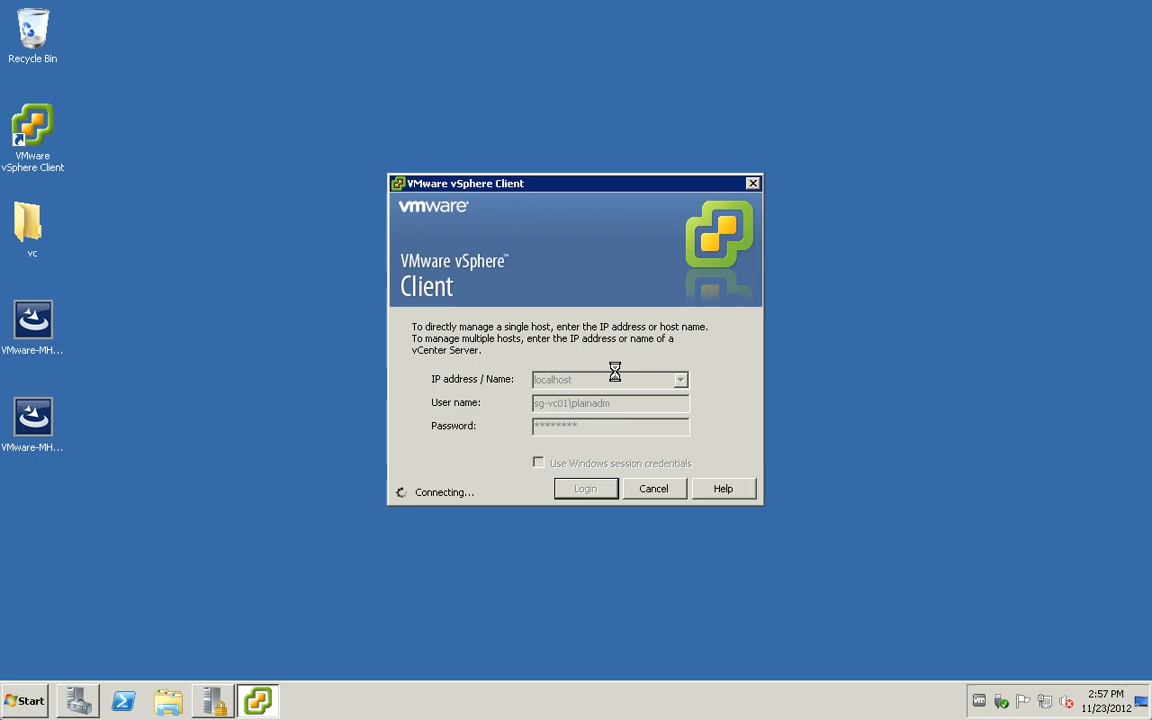 Recycle Bin
VMware
vSphere Client
vc
VMware-MH...
VMware-MH...
VMware vSphere Client
vmware®
VMware vSphere™
Client
To directly manage a single host, enter the IP address or host name.
To manage multiple hosts, enter the IP address or name of a
vCenter Server.
IP address / Name:
localhost
User name:
sg-vc01\plainadm
Password:
********
Use Windows session credentials
Connecting...
Login
Cancel
Help
Start
2:57 PM
11/23/2012